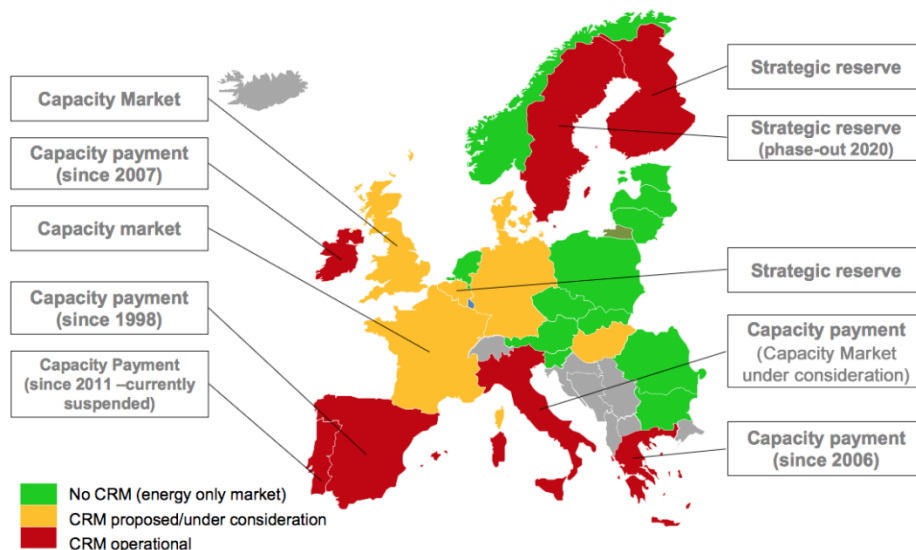 Capacity Market
Capacity payment
(since 2007)
Capacity market
Capacity payment
(since 1998)
Capacity Payment
(since 2011 –currently
suspended)
Strategic reserve
Strategic reserve
(phase-out 2020)
Strategic reserve
Capacity payment
(Capacity Market
under consideration)
Capacity payment
(since 2006)
No CRM (energy only market)
CRM proposed/under consideration
CRM operational